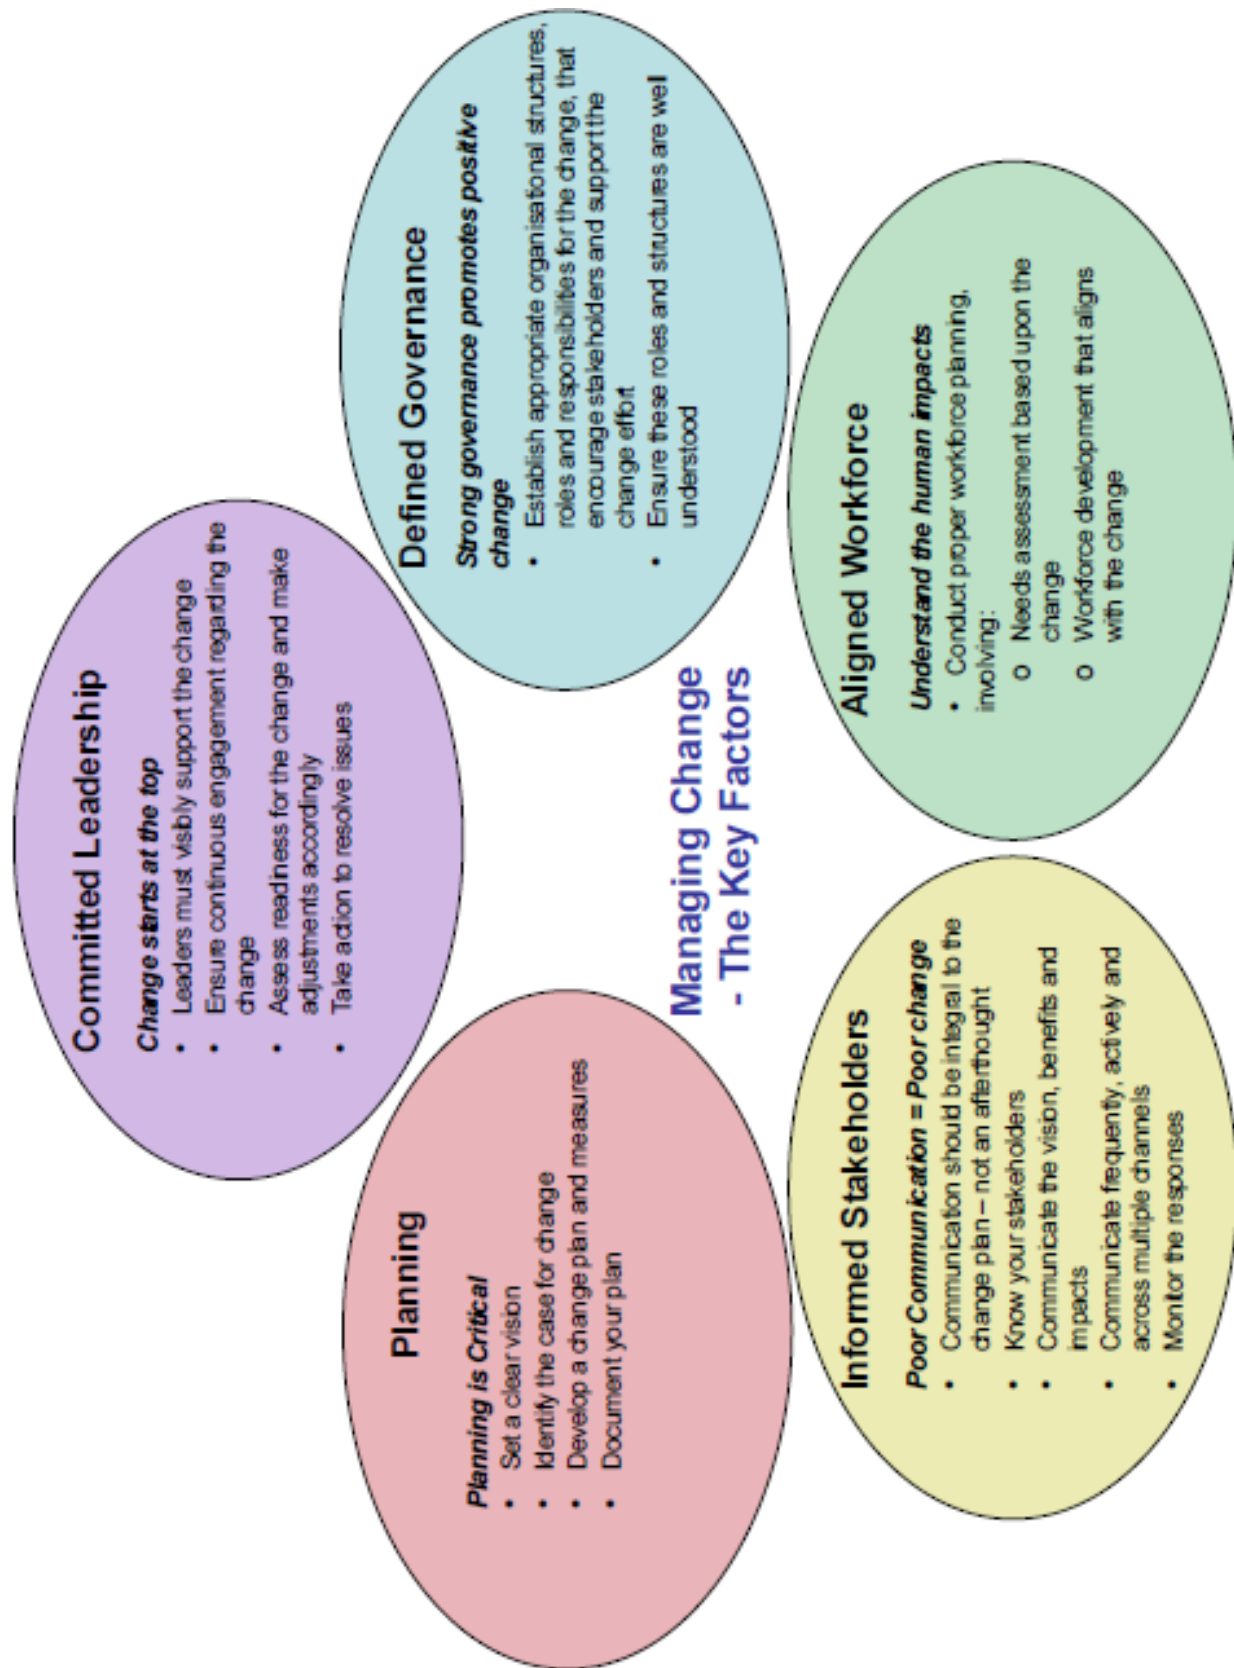 Committed Leadership
Change starts at the top
• Leaders must visibly support the change
• Ensure continuous engagement regarding the
change
• Assess readiness for the change and make
adjustments accordingly
• Take action to resolve issues
Planning
Planning is Critical
• Set a clear vision
• Identify the case for change
• Develop a change plan and measures
• Document your plan
Defined Governance
Strong governance promotes positive
change
• Establish appropriate organisational structures,
roles and responsibilities for the change, that
encourage stakeholders and support the
change effort
• Ensure these roles and structures are well
understood
Managing Change
- The Key Factors
Informed Stakeholders
Poor Communication = Poor change
• Communication should be integral to the
change plan – not an afterthought
• Know your stakeholders
• Communicate the vision, benefits and
impacts
• Communicate frequently, actively and
across multiple channels
• Monitor the responses
Aligned Workforce
Understand the human impacts
• Conduct proper workforce planning,
involving:
o Needs assessment based upon the
change
o Workforce development that aligns
with the change